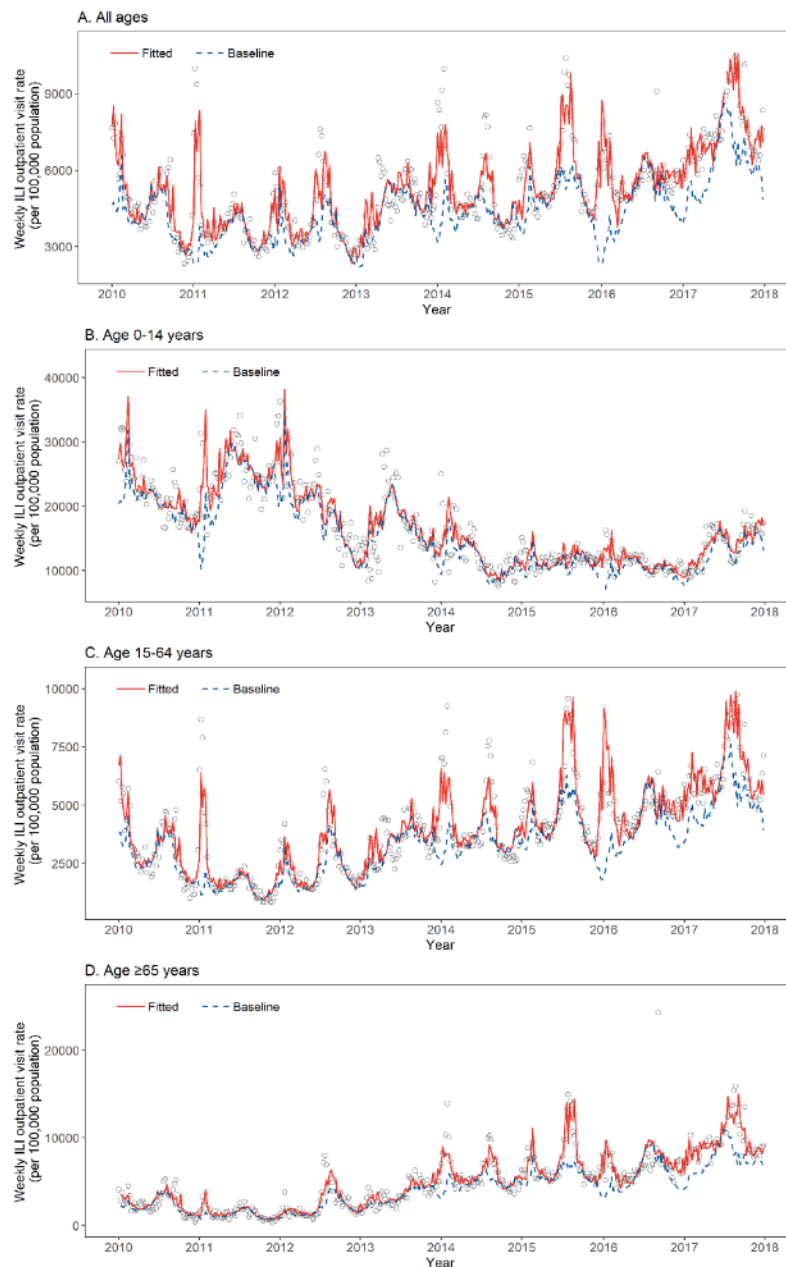 A. All ages
Fitted Baseline
Weekly ILI outpatient visit rate
(per 100,000 population)
9000
6000
3000
2010 2011 2012 2013 2014 2015 2016 2017 2018
Year
B. Age 0-14 years
Fitted Baseline
Weekly ILI outpatient visit rate
(per 100,000 population)
40000
30000
20000
10000
2010 2011 2012 2013 2014 2015 2016 2017 2018
Year
C. Age 15-64 years
Fitted Baseline
Weekly ILI outpatient visit rate
(per 100,000 population)
10000
7500
5000
2500
0
2010 2011 2012 2013 2014 2015 2016 2017 2018
Year
D. Age ≥65 years
Fitted Baseline
Weekly ILI outpatient visit rate
(per 100,000 population)
20000
10000
0
2010 2011 2012 2013 2014 2015 2016 2017 2018
Year